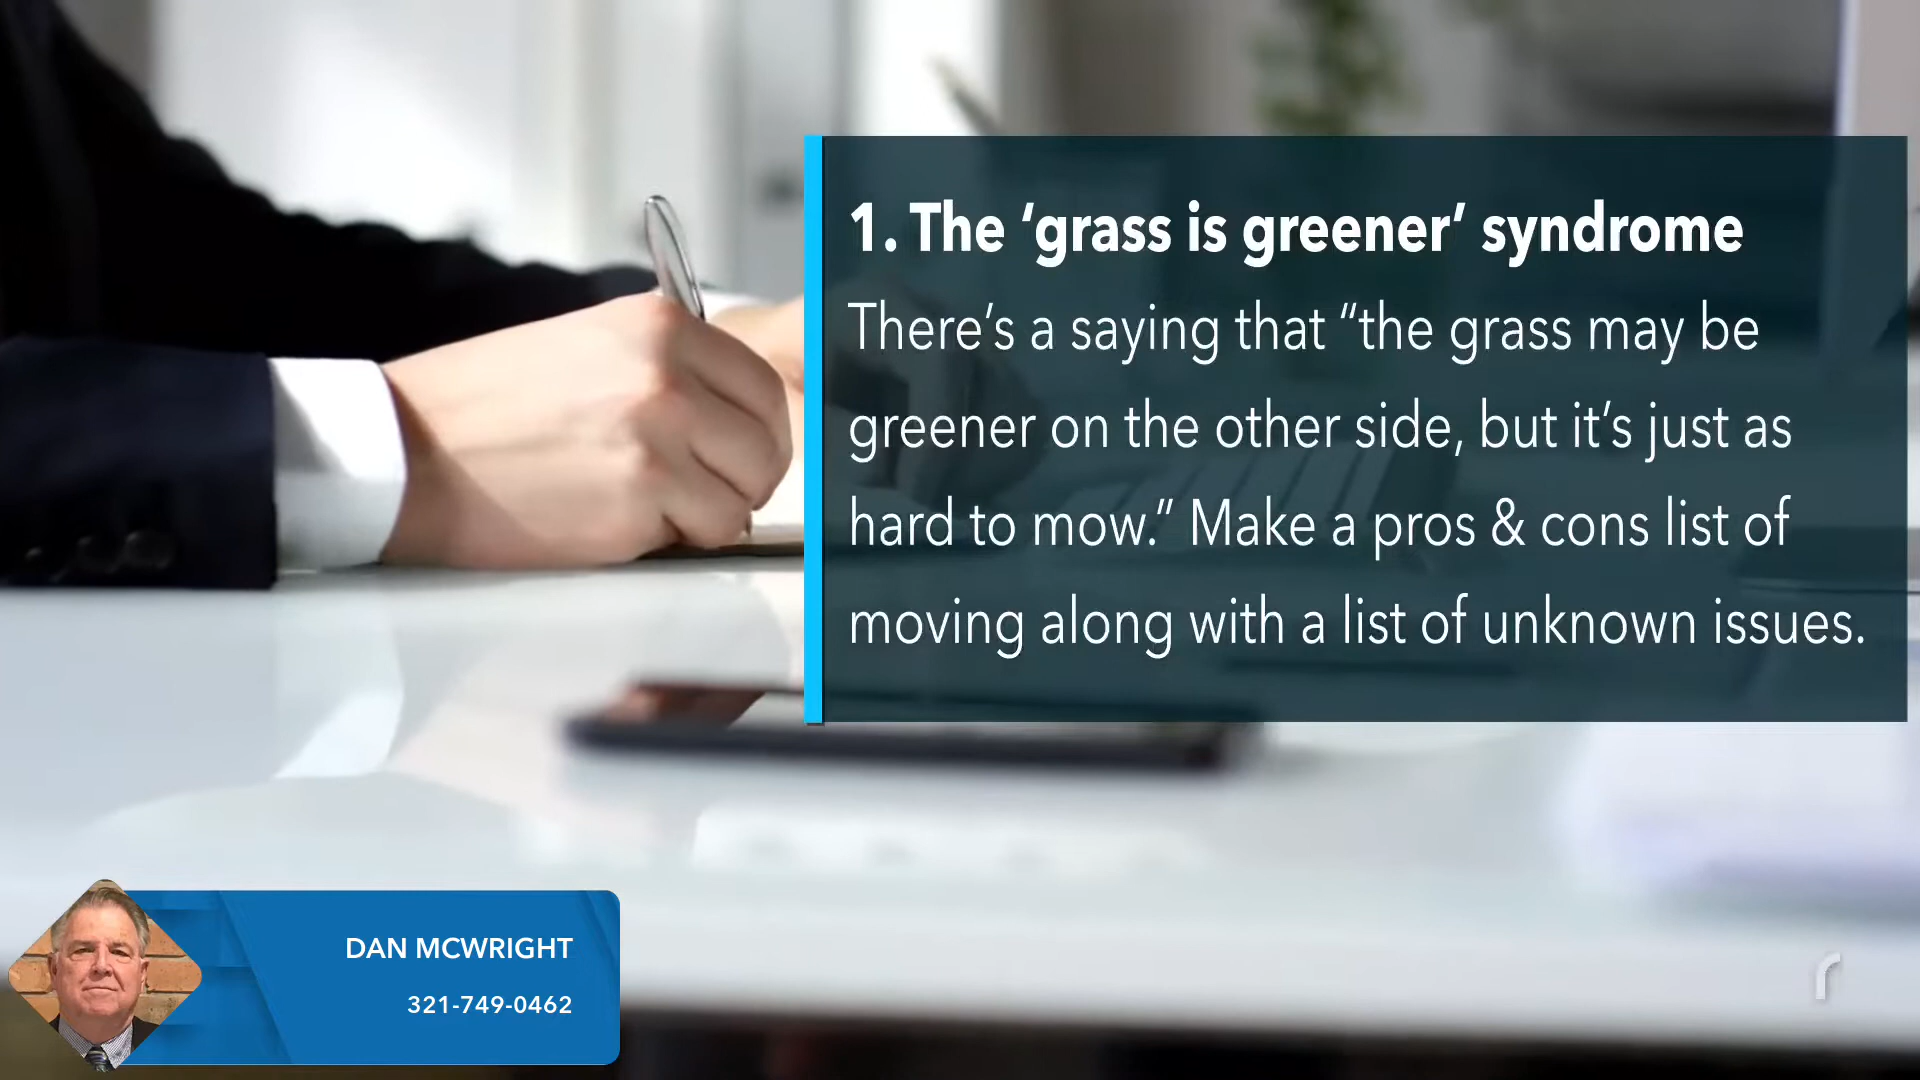 1. The ‘grass is greener’ syndrome
There’s a saying that “the grass may be
greener on the other side, but it’s just as
hard to mow.” Make a pros & cons list of
moving along with a list of unknown issues.
DAN MCWRIGHT
321-749-0462
r